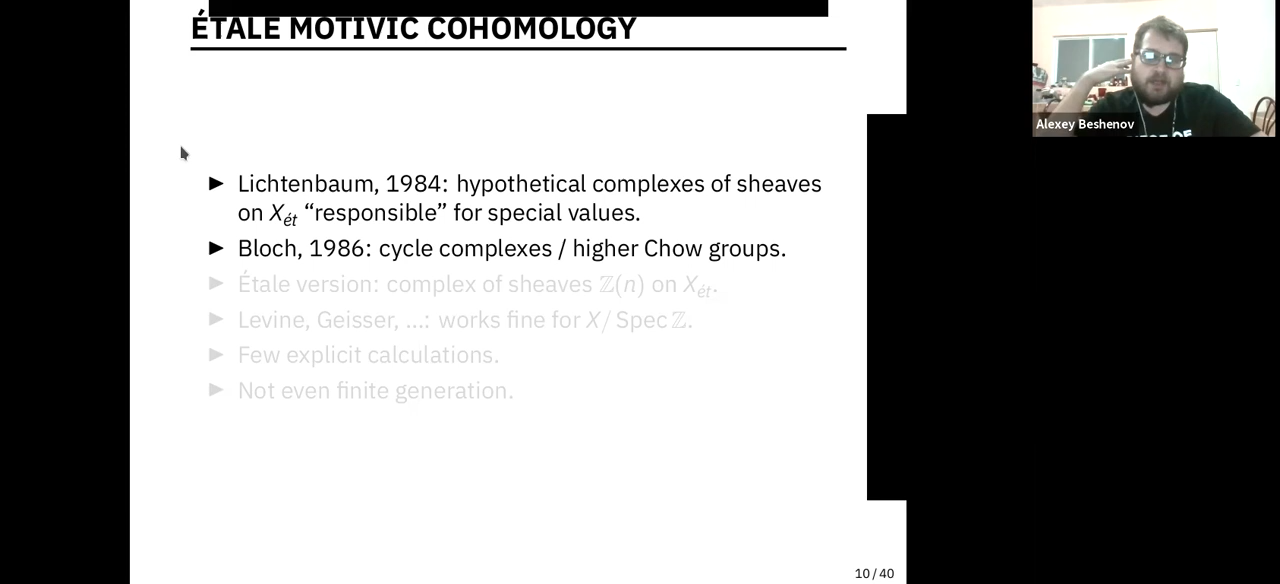 ÉTALE MOTIVIC COHOMOLOGY
► Lichtenbaum, 1984: hypothetical complexes of sheaves
on Xét “responsible” for special values.
► Bloch, 1986: cycle complexes / higher Chow groups.
► Étale version: complex of sheaves ℤ(n) on Xét.
► Levine, Geisser, ...: works fine for X/ Spec ℤ.
► Few explicit calculations.
► Not even finite generation.
10 / 40
Alexey Beshenov